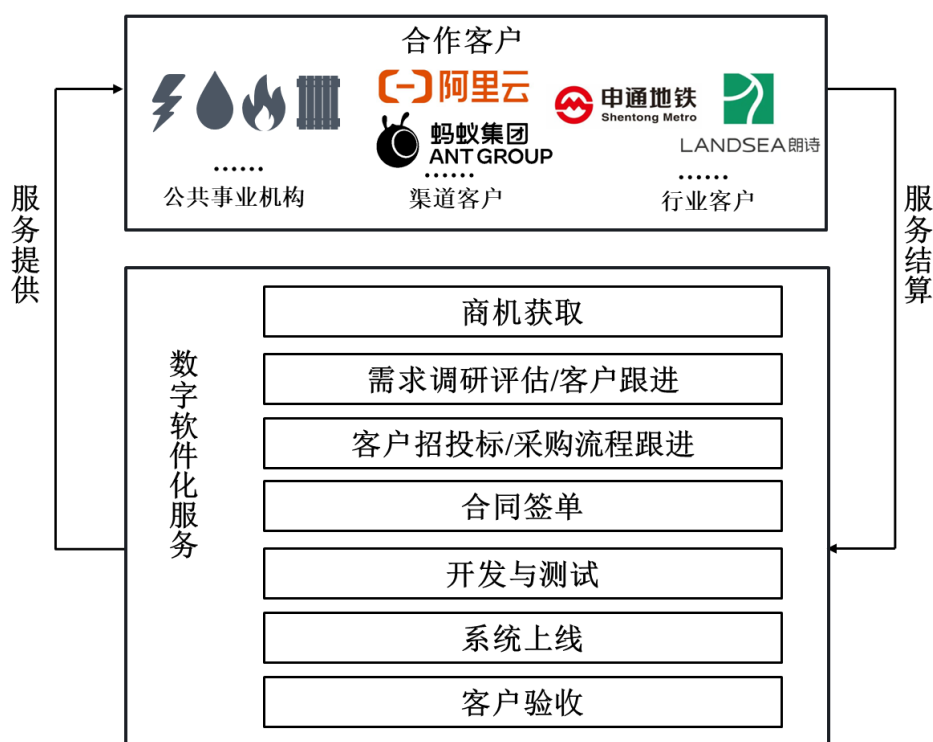 合作客户
阿里云
蚂蚁集团
ANT GROUP
申通地铁
Shentong Metro
LANDSEA朗诗
……
……
……
公共事业机构
渠道客户
行业客户
服务提供
服务结算
数字软件化服务
商机获取
需求调研评估/客户跟进
客户招投标/采购流程跟进
合同签单
开发与测试
系统上线
客户验收